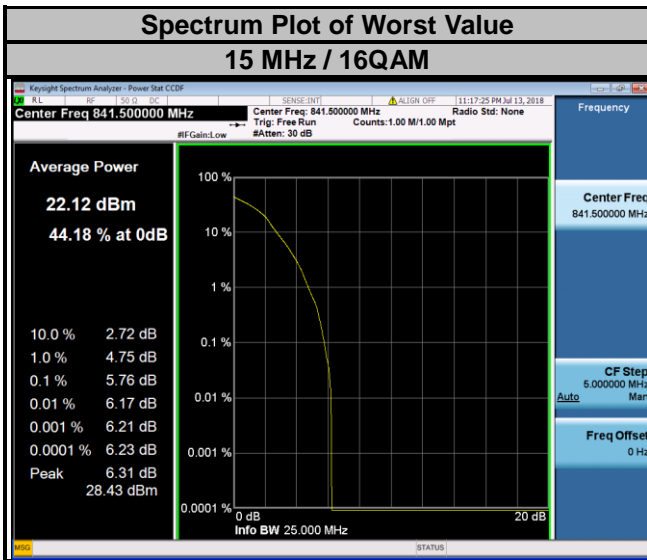 Spectrum Plot of Worst Value
15 MHz / 16QAM
Keysight Spectrum Analyzer - Power Stat CCDF
RL RF 50 Ω DC SENSE:INT ALIGN OFF 11:17:25 PM Jul 13, 2018
Center Freq 841.500000 MHz
Center Freq: 841.500000 MHz Radio Std: None
Trig: Free Run Counts:1.00 M/1.00 Mpt
#IFGain:Low #Atten: 30 dB
Frequency
Average Power
22.12 dBm
44.18 % at 0dB
10.0 % 2.72 dB
1.0 % 4.75 dB
0.1 % 5.76 dB
0.01 % 6.17 dB
0.001 % 6.21 dB
0.0001 % 6.23 dB
Peak 6.31 dB
28.43 dBm
100 %
10 %
1 %
0.1 %
0.01 %
0.001 %
0.0001 %
0 dB 20 dB
Info BW 25.000 MHz
Center Freq
841.500000 MHz
CF Step
5.000000 MHz
Auto Man
Freq Offset
0 Hz
MSG STATUS